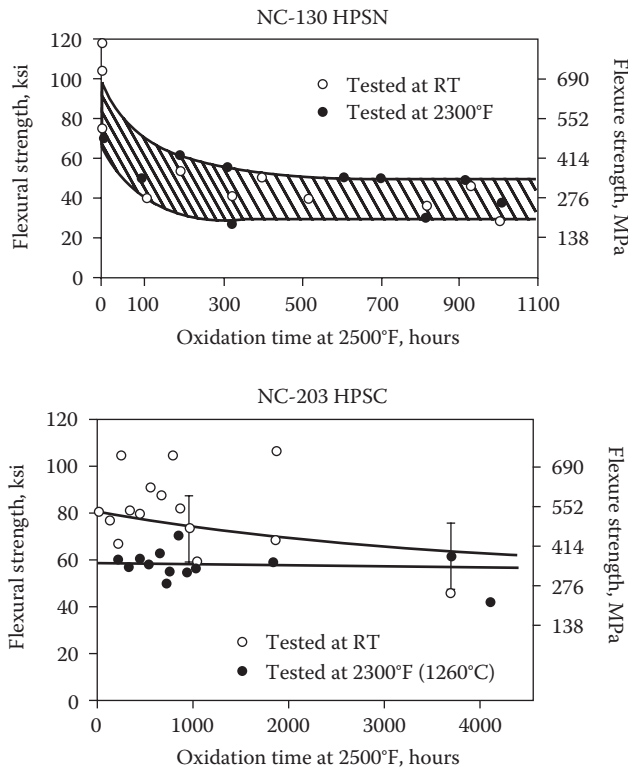 NC-130 HPSN
Flexural strength, ksi
120
100
80
60
40
20
0
Tested at RT
Tested at 2300°F
690
552
414
276
138
Flexure strength, MPa
0 100 300 500 700 900 1100
Oxidation time at 2500°F, hours
NC-203 HPSC
Flexural strength, ksi
120
100
80
60
40
20
0
Tested at RT
Tested at 2300°F (1260°C)
690
552
414
276
138
Flexure strength, MPa
0 1000 2000 3000 4000
Oxidation time at 2500°F, hours